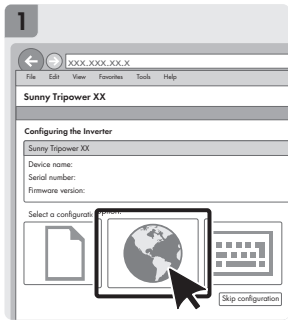 1
XXX.XXX.XX.X
File Edit View Favorites Tools Help
Sunny Tripower XX
Configuring the Inverter
Sunny Tripower XX
Device name:
Serial number:
Firmware version:
Select a configuration option:
Skip configuration